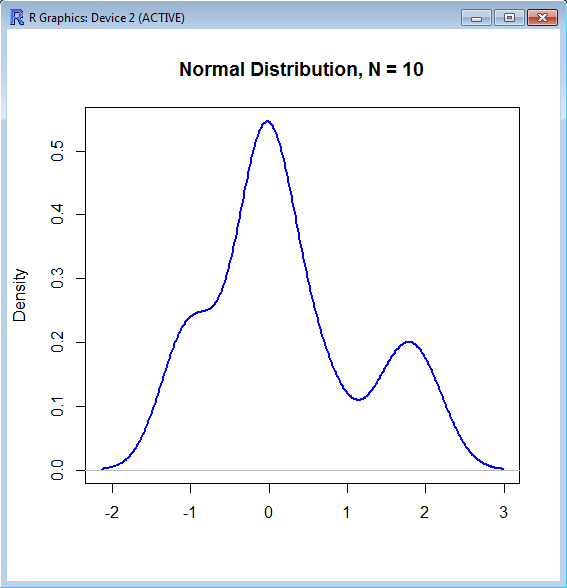 R Graphics: Device 2 (ACTIVE)
Normal Distribution, N = 10
Density
0.5
0.4
0.3
0.2
0.1
0.0
-2 -1 0 1 2 3